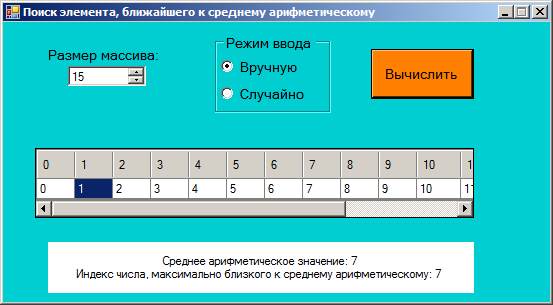 Поиск элемента, ближайшего к среднему арифметическому
Размер массива:
15
Режим ввода
Вручную
Случайно
Вычислить
0 1 2 3 4 5 6 7 8 9 10 1
0 1 2 3 4 5 6 7 8 9 10 11
Среднее арифметическое значение: 7
Индекс числа, максимально близкого к среднему арифметическому: 7